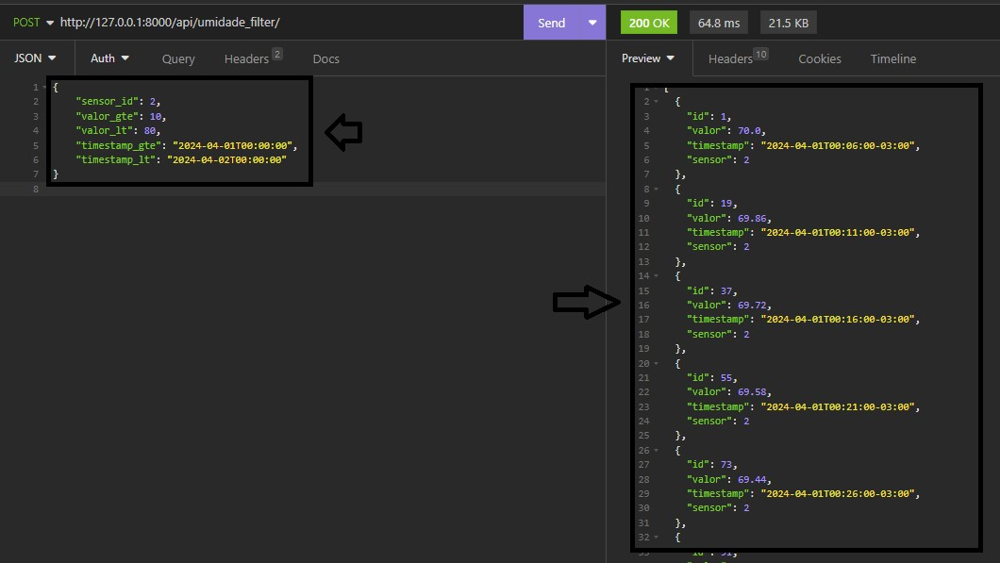 POST http://127.0.0.1:8000/api/umidade_filter/ Send
200 OK 64.8 ms 21.5 KB
JSON Auth Query Headers 2 Docs
Preview Headers 10 Cookies Timeline
1 {
2 "sensor_id": 2,
3 "valor_gte": 10,
4 "valor_lt": 80,
5 "timestamp_gte": "2024-04-01T00:00:00",
6 "timestamp_lt": "2024-04-02T00:00:00"
7 }
8
1 [
2 {
3 "id": 1,
4 "valor": 70.0,
5 "timestamp": "2024-04-01T00:06:00-03:00",
6 "sensor": 2
7 },
8 {
9 "id": 19,
10 "valor": 69.86,
11 "timestamp": "2024-04-01T00:11:00-03:00",
12 "sensor": 2
13 },
14 {
15 "id": 37,
16 "valor": 69.72,
17 "timestamp": "2024-04-01T00:16:00-03:00",
18 "sensor": 2
19 },
20 {
21 "id": 55,
22 "valor": 69.58,
23 "timestamp": "2024-04-01T00:21:00-03:00",
24 "sensor": 2
25 },
26 {
27 "id": 73,
28 "valor": 69.44,
29 "timestamp": "2024-04-01T00:26:00-03:00",
30 "sensor": 2
31 },
32 {